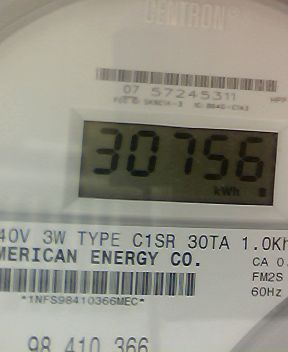 CENTRON®
07 57245311
30756
kWh
40V 3W TYPE C1SR 30TA 1.0Kh
MERICAN ENERGY CO.
CA 0.
FM2S
60Hz
*1NFS98410366MEC*
98 410 366